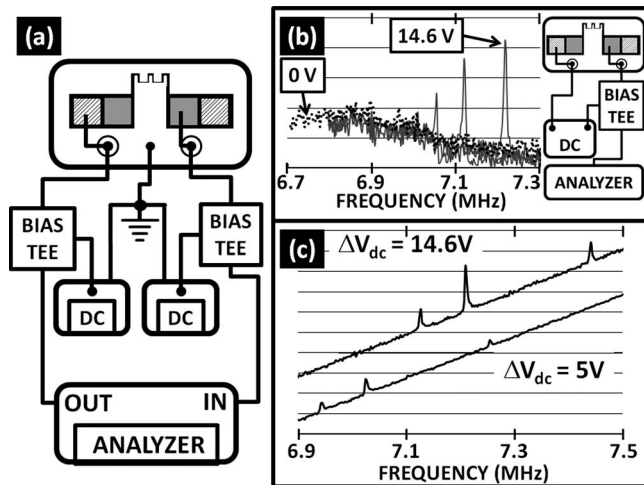 (a)
BIAS
TEE
BIAS
TEE
DC
DC
OUT
IN
ANALYZER
(b)
14.6 V
0 V
6.7
6.9
7.1
7.3
FREQUENCY (MHz)
BIAS
TEE
DC
ANALYZER
(c)
ΔVdc = 14.6V
ΔVdc = 5V
6.9
7.1
7.3
7.5
FREQUENCY (MHz)